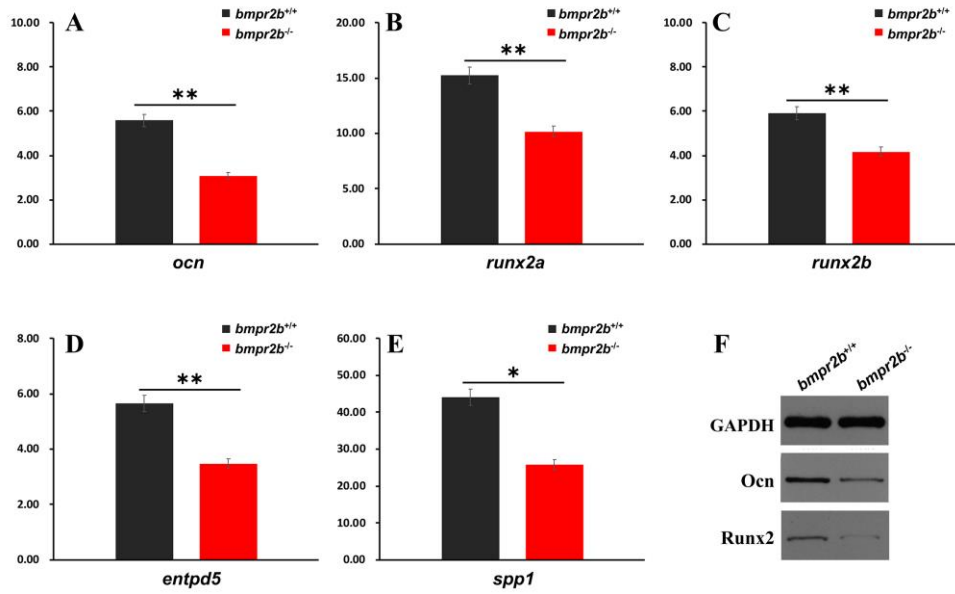 A
bmpr2b+/+
bmpr2b-/-
10.00
8.00
6.00
4.00
2.00
0.00
**
ocn
B
bmpr2b+/+
bmpr2b-/-
20.00
15.00
10.00
5.00
0.00
**
runx2a
C
bmpr2b+/+
bmpr2b-/-
10.00
8.00
6.00
4.00
2.00
0.00
**
runx2b
D
bmpr2b+/+
bmpr2b-/-
8.00
6.00
4.00
2.00
0.00
**
entpd5
E
bmpr2b+/+
bmpr2b-/-
60.00
50.00
40.00
30.00
20.00
10.00
0.00
*
spp1
F
bmpr2b+/+
bmpr2b-/-
GAPDH
Ocn
Runx2